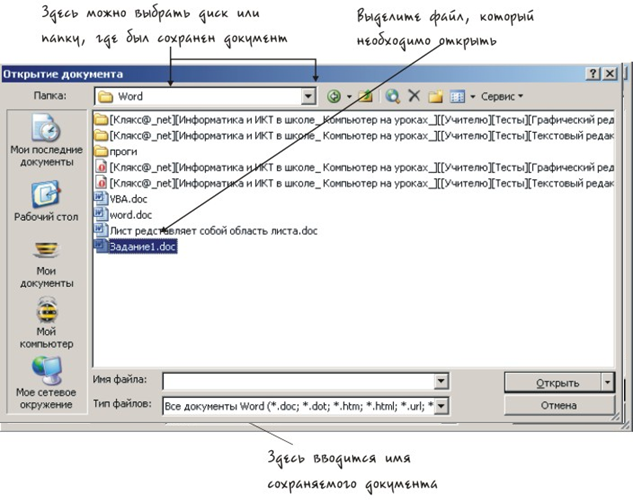 Здесь можно выбрать диск или
папку, где был сохранен документ
Выделите файл, который
необходимо открыть
Открытие документа
Папка:
Word
Сервис
Мои последние
документы
Рабочий стол
Мои
документы
Мой
компьютер
Мое сетевое
окружение
[Клякс@_net][Информатика и ИКТ в школе_ Компьютер на уроках_][[Учителю][Тесты][Графический ред
[Клякс@_net][Информатика и ИКТ в школе_ Компьютер на уроках_][[Учителю][Тесты][Текстовый редак
проги
[Клякс@_net][Информатика и ИКТ в школе_ Компьютер на уроках_][[Учителю][Тесты][Графический ред
[Клякс@_net][Информатика и ИКТ в школе_ Компьютер на уроках_][[Учителю][Тесты][Текстовый редак
VBA.doc
word.doc
Лист редставляет собой область листа.doc
Задание1.doc
Имя файла:
Открыть
Тип файлов:
Все документы Word (*.doc; *.dot; *.htm; *.html; *.url; *
Отмена
Здесь вводится имя
сохраняемого документа